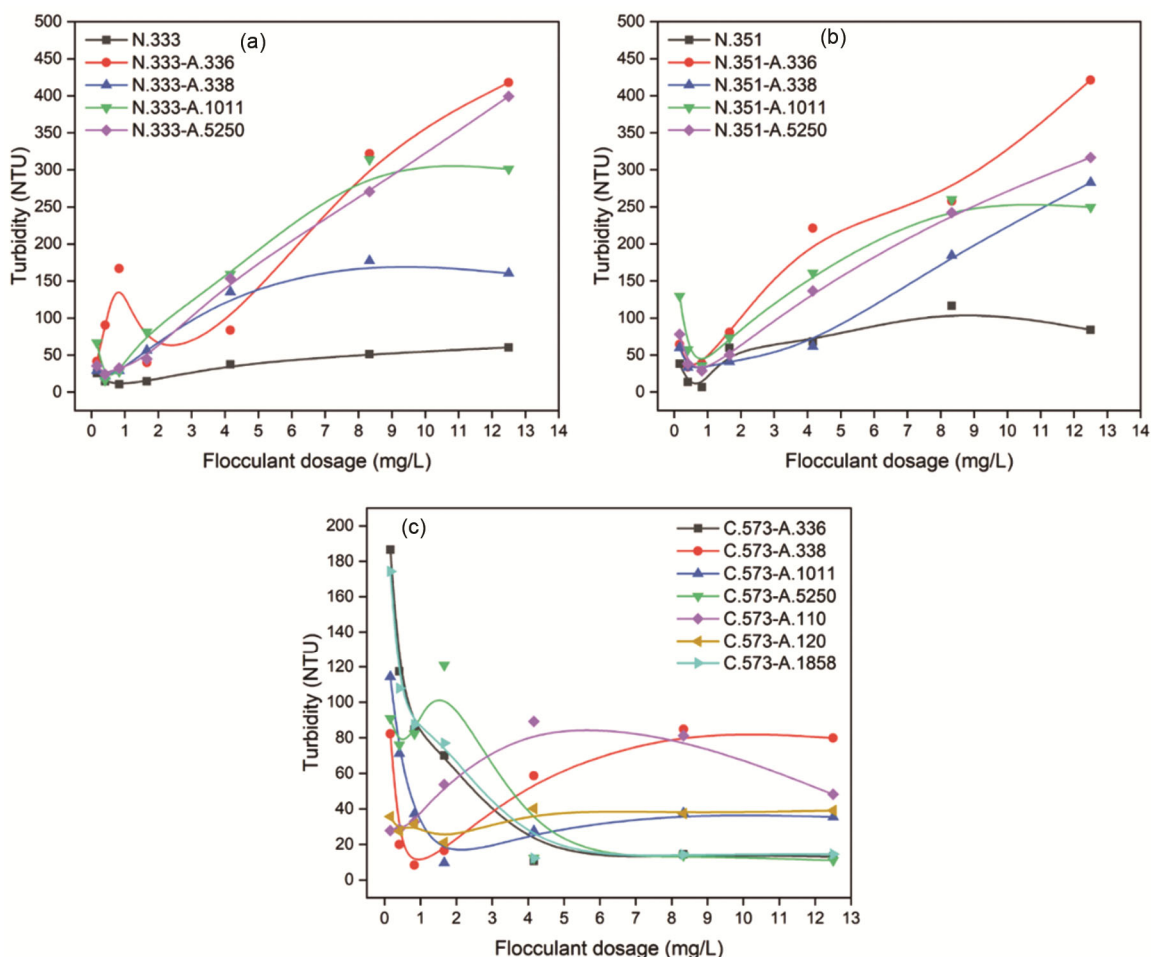 (a)
N.333
N.333-A.336
N.333-A.338
N.333-A.1011
N.333-A.5250
Turbidity (NTU)
500
450
400
350
300
250
200
150
100
50
0
0 1 2 3 4 5 6 7 8 9 10 11 12 13 14
Flocculant dosage (mg/L)
(b)
N.351
N.351-A.336
N.351-A.338
N.351-A.1011
N.351-A.5250
Turbidity (NTU)
500
450
400
350
300
250
200
150
100
50
0
0 1 2 3 4 5 6 7 8 9 10 11 12 13 14
Flocculant dosage (mg/L)
(c)
C.573-A.336
C.573-A.338
C.573-A.1011
C.573-A.5250
C.573-A.110
C.573-A.120
C.573-A.1858
Turbidity (NTU)
200
180
160
140
120
100
80
60
40
20
0
0 1 2 3 4 5 6 7 8 9 10 11 12 13
Flocculant dosage (mg/L)